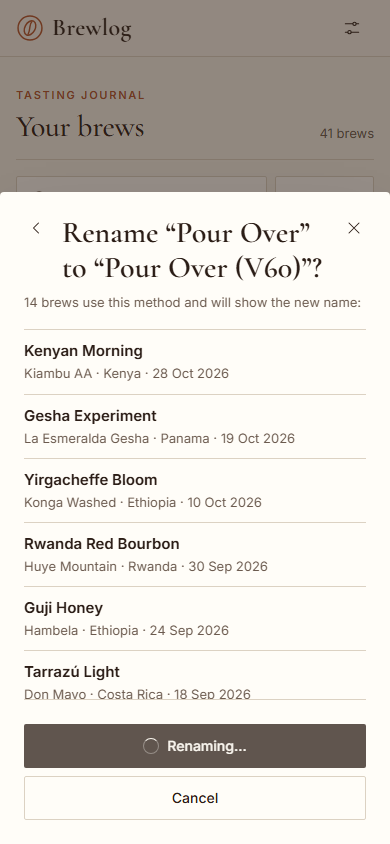 Brewlog
TASTING JOURNAL
Your brews
41 brews
Rename “Pour Over”
to “Pour Over (V60)”?
14 brews use this method and will show the new name:
Kenyan Morning
Kiambu AA · Kenya · 28 Oct 2026
Gesha Experiment
La Esmeralda Gesha · Panama · 19 Oct 2026
Yirgacheffe Bloom
Konga Washed · Ethiopia · 10 Oct 2026
Rwanda Red Bourbon
Huye Mountain · Rwanda · 30 Sep 2026
Guji Honey
Hambela · Ethiopia · 24 Sep 2026
Tarrazú Light
Don Mayo · Costa Rica · 18 Sep 2026
Renaming...
Cancel